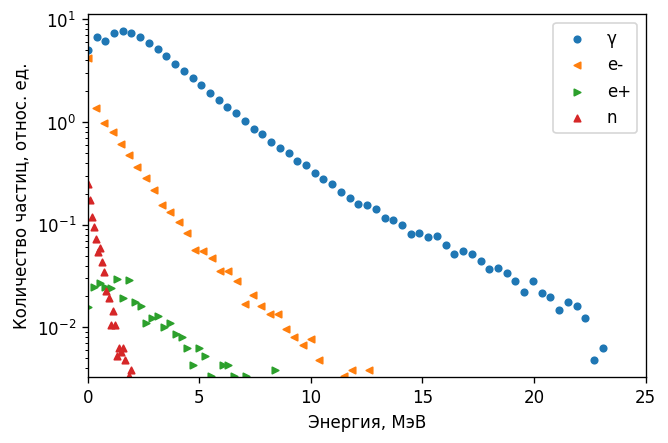 10¹
10⁰
10⁻¹
10⁻²
Количество частиц, относ. ед.
γ
e-
e+
n
0 5 10 15 20 25
Энергия, МэВ